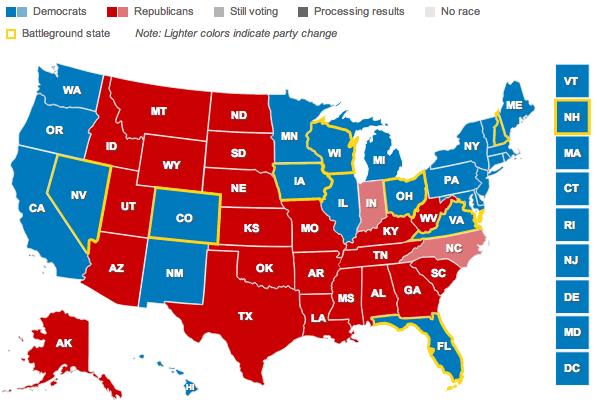 Democrats Republicans Still voting Processing results No race
Battleground state Note: Lighter colors indicate party change
WA
OR
CA
NV
ID
MT
WY
UT
AZ
CO
NM
ND
SD
NE
KS
OK
TX
MN
IA
MO
AR
LA
WI
IL
MI
IN
OH
KY
TN
MS
AL
GA
FL
SC
NC
VA
WV
PA
NY
ME
AK
HI
VT
NH
MA
CT
RI
NJ
DE
MD
DC